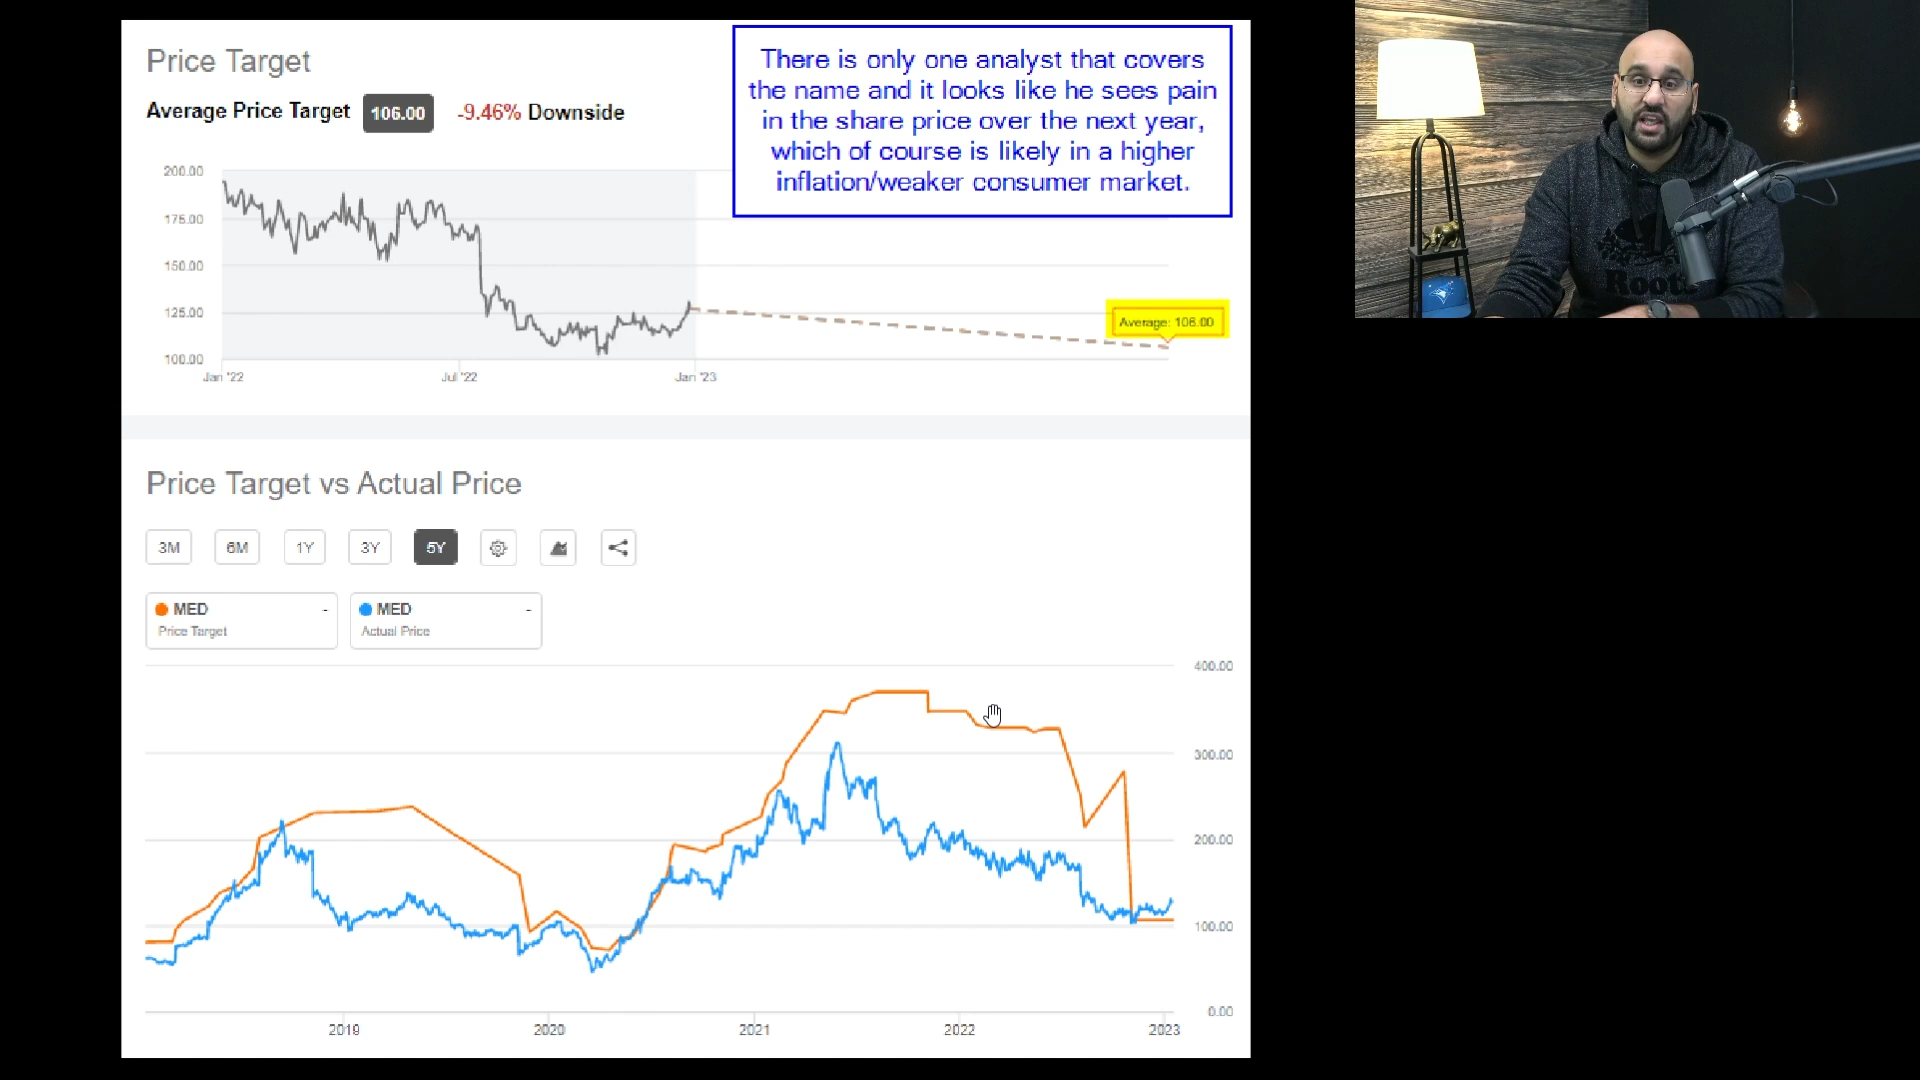 Price Target
Average Price Target 106.00 -9.46% Downside
There is only one analyst that covers
the name and it looks like he sees pain
in the share price over the next year,
which of course is likely in a higher
inflation/weaker consumer market.
200.00
175.00
150.00
125.00
100.00
Jan '22 Jul '22 Jan '23
Average: 106.00
Price Target vs Actual Price
3M 6M 1Y 3Y 5Y
MED - MED -
Price Target Actual Price
400.00
300.00
200.00
100.00
0.00
2019 2020 2021 2022 2023
Roots